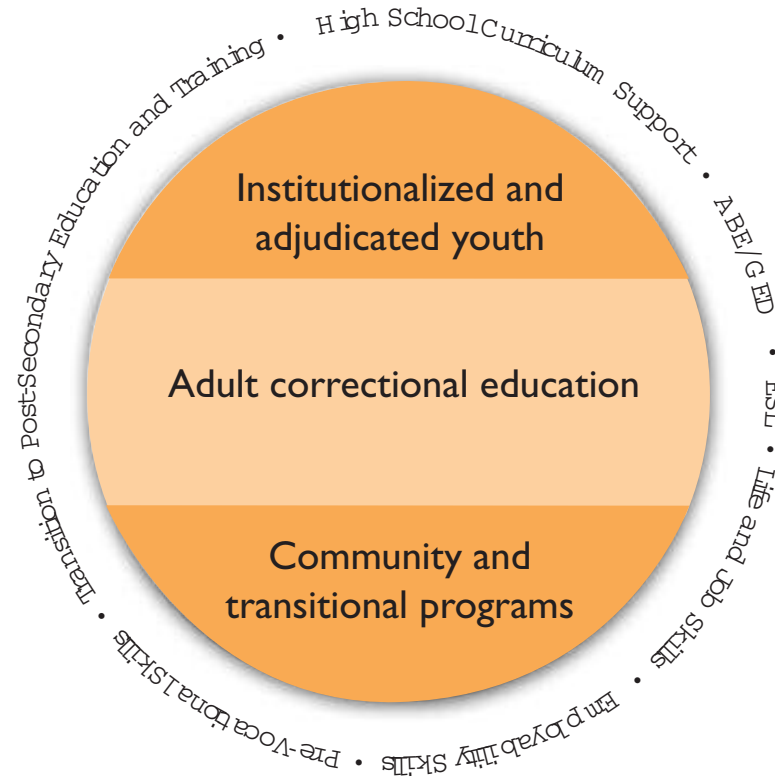 High School Curriculum Support • ABE/GED • ESL • Life and Job Skills • Employability Skills • Pre-Vocational Skills • Transition to Post-Secondary Education and Training •
Institutionalized and
adjudicated youth
Adult correctional education
Community and
transitional programs